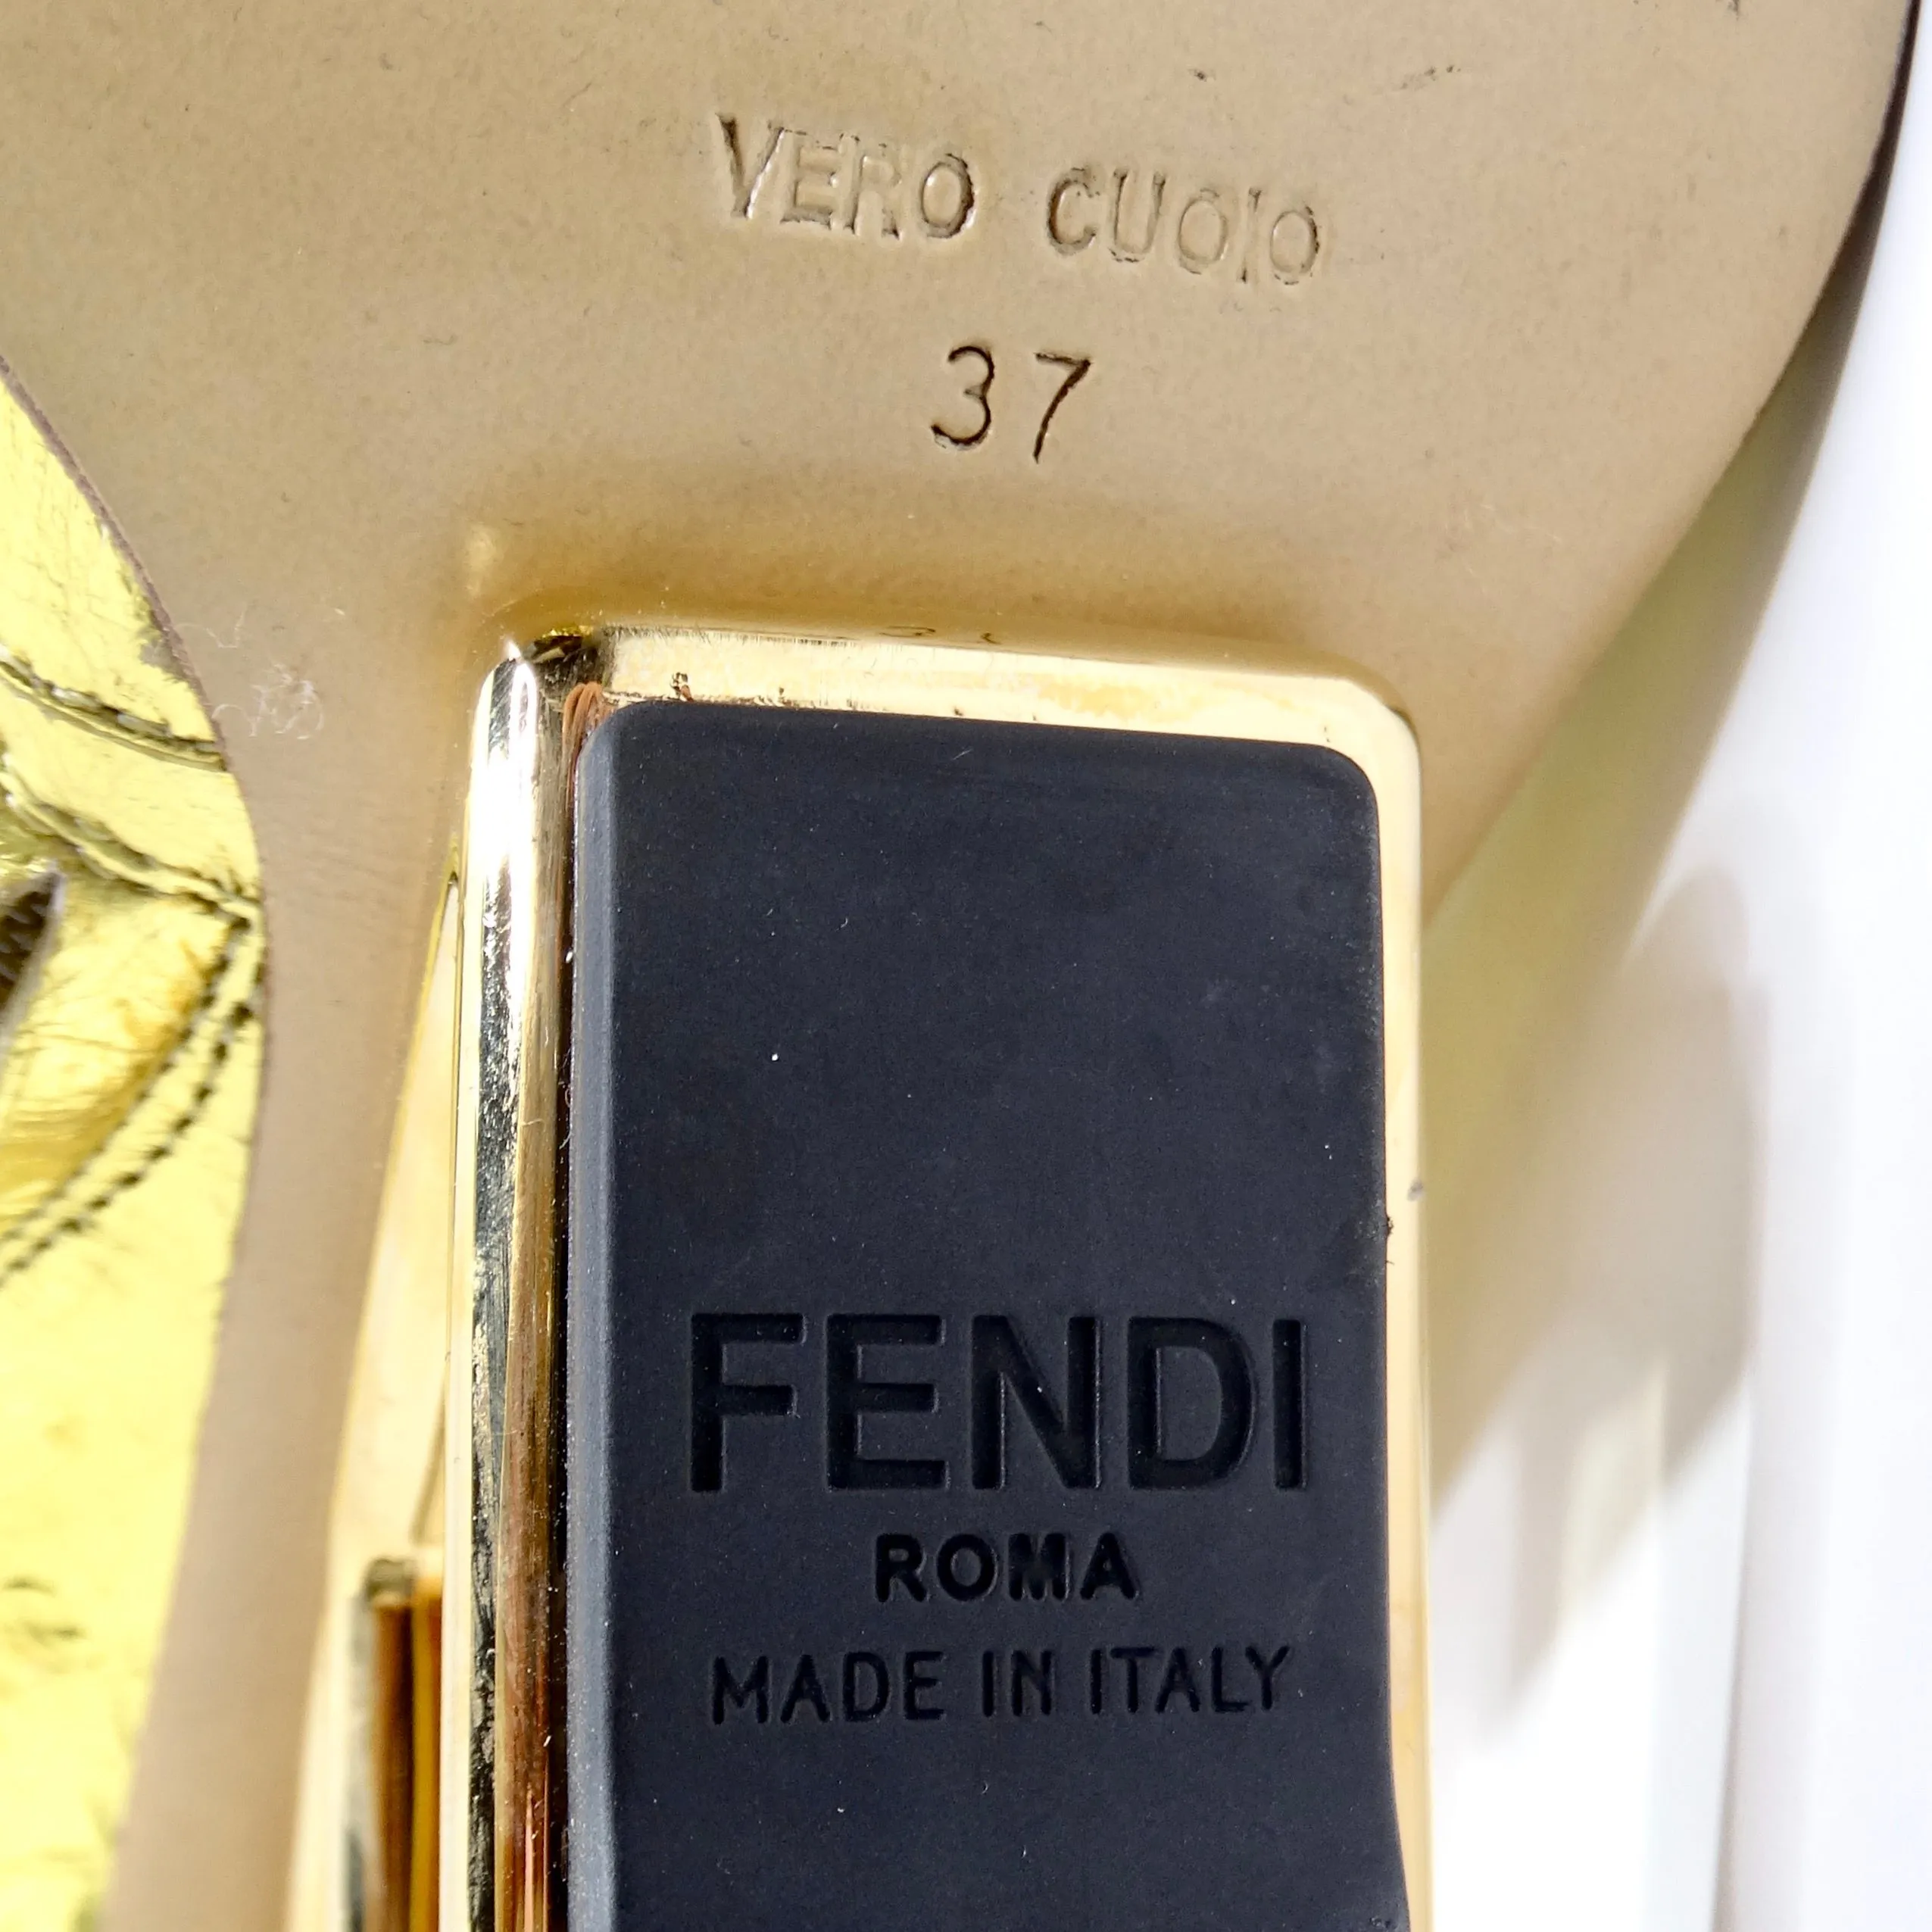 VERO CUOIO
37
FENDI
ROMA
MADE IN ITALY